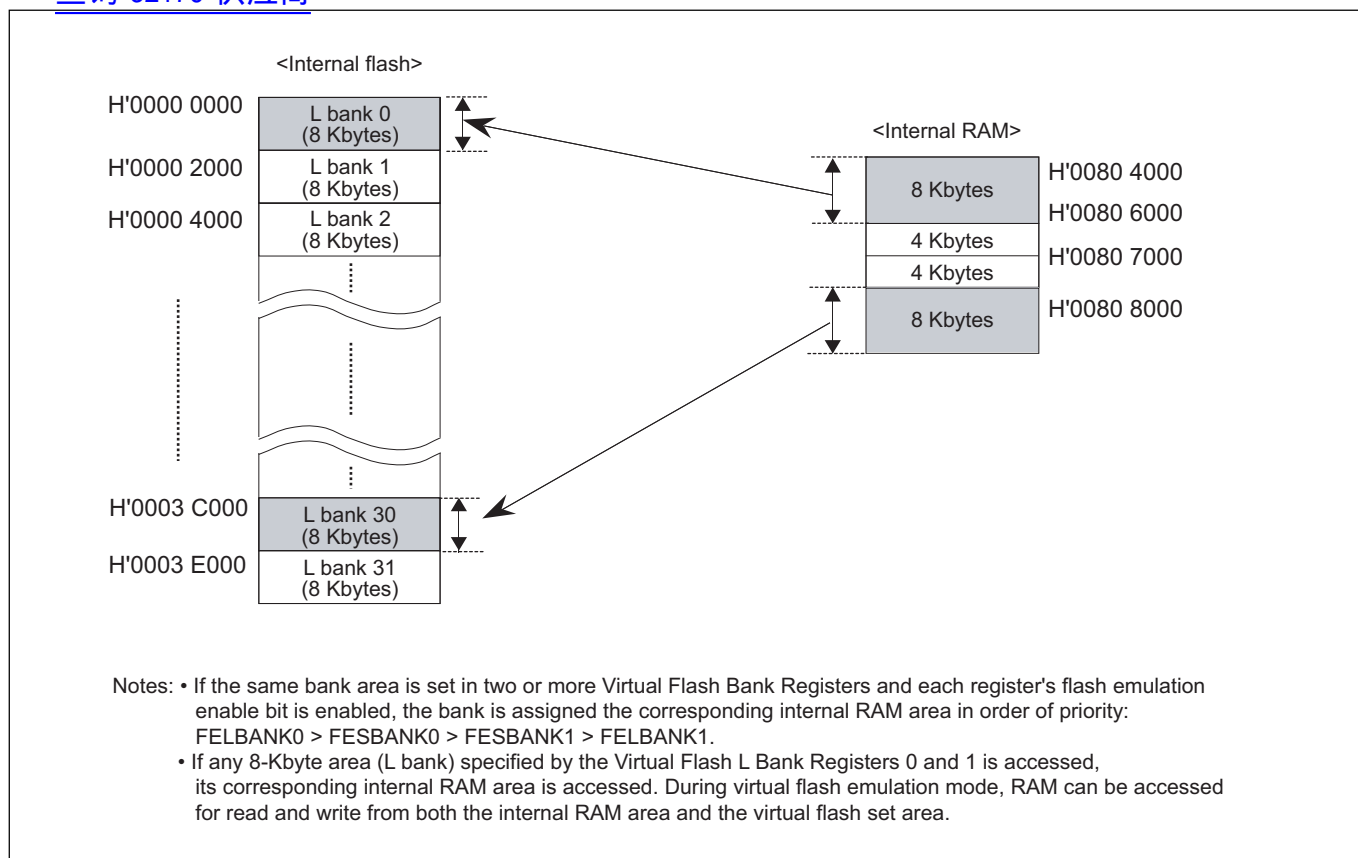 <Internal flash>
H'0000 0000
L bank 0
(8 Kbytes)
H'0000 2000
L bank 1
(8 Kbytes)
H'0000 4000
L bank 2
(8 Kbytes)
H'0003 C000
L bank 30
(8 Kbytes)
H'0003 E000
L bank 31
(8 Kbytes)
<Internal RAM>
8 Kbytes
H'0080 4000
H'0080 6000
4 Kbytes
H'0080 7000
4 Kbytes
8 Kbytes
H'0080 8000
Notes: • If the same bank area is set in two or more Virtual Flash Bank Registers and each register's flash emulation
enable bit is enabled, the bank is assigned the corresponding internal RAM area in order of priority:
FELBANK0 > FESBANK0 > FESBANK1 > FELBANK1.
• If any 8-Kbyte area (L bank) specified by the Virtual Flash L Bank Registers 0 and 1 is accessed,
its corresponding internal RAM area is accessed. During virtual flash emulation mode, RAM can be accessed
for read and write from both the internal RAM area and the virtual flash set area.